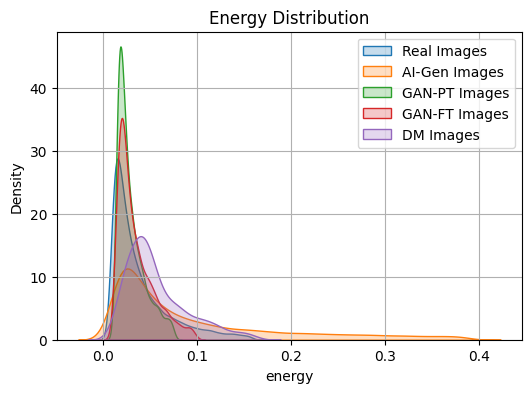 Energy Distribution
Real Images
AI-Gen Images
GAN-PT Images
GAN-FT Images
DM Images
Density
40
30
20
10
0
0.0 0.1 0.2 0.3 0.4
energy